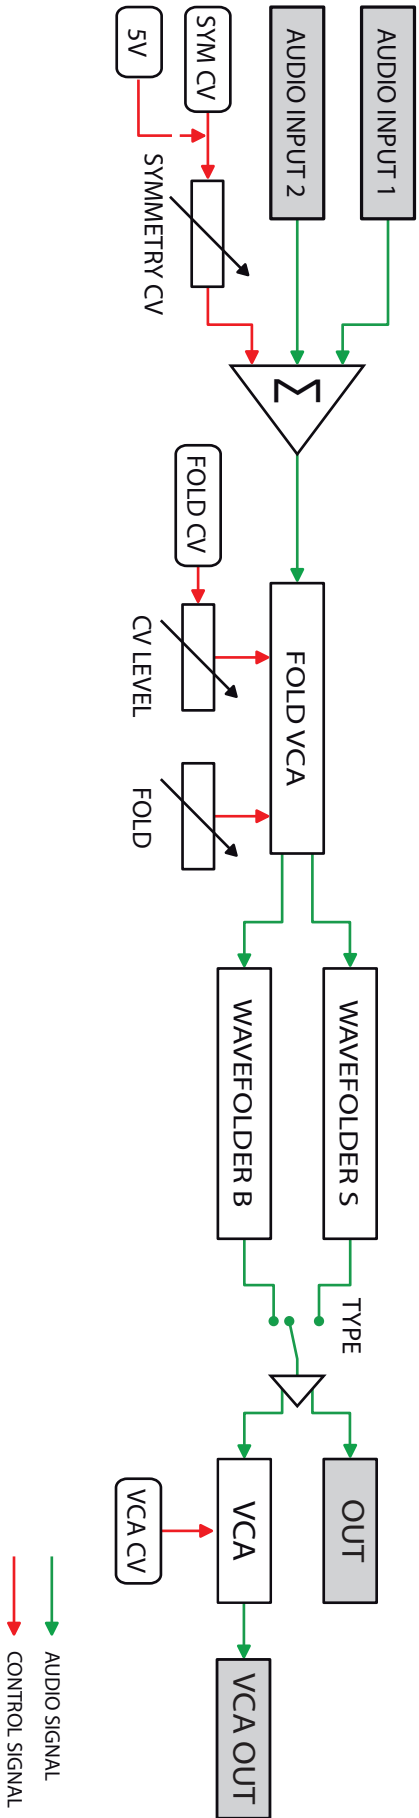 AUDIO INPUT 1
AUDIO INPUT 2
SYM CV
5V
SYMMETRY CV
Σ
FOLD CV
CV LEVEL
FOLD
FOLD VCA
WAVEFOLDER S
WAVEFOLDER B
TYPE
OUT
VCA
VCA CV
VCA OUT
AUDIO SIGNAL
CONTROL SIGNAL